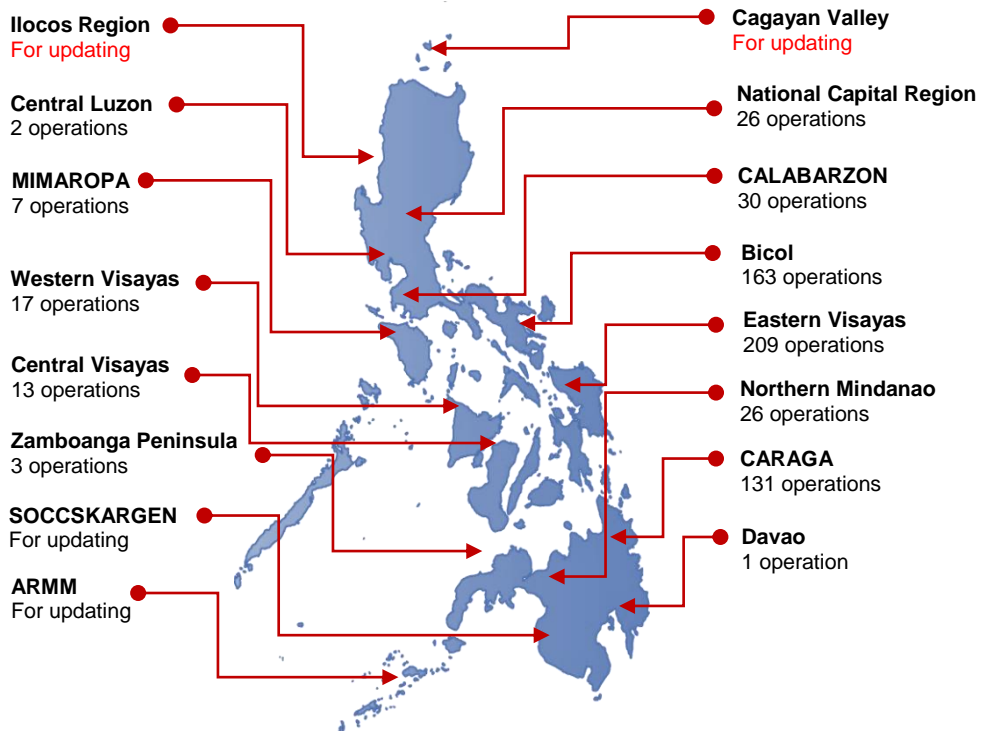 Ilocos Region
For updating
Central Luzon
2 operations
MIMAROPA
7 operations
Western Visayas
17 operations
Central Visayas
13 operations
Zamboanga Peninsula
3 operations
SOCCSKARGEN
For updating
ARMM
For updating
Cagayan Valley
For updating
National Capital Region
26 operations
CALABARZON
30 operations
Bicol
163 operations
Eastern Visayas
209 operations
Northern Mindanao
26 operations
CARAGA
131 operations
Davao
1 operation